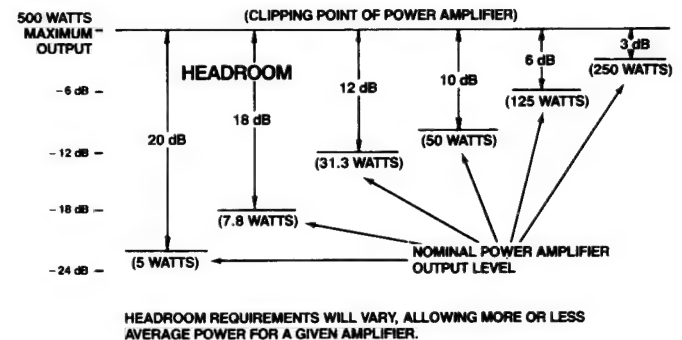 500 WATTS
MAXIMUM
OUTPUT
(CLIPPING POINT OF POWER AMPLIFIER)
HEADROOM
3 dB
(250 WATTS)
6 dB
(125 WATTS)
10 dB
(50 WATTS)
12 dB
(31.3 WATTS)
18 dB
(7.8 WATTS)
20 dB
(5 WATTS)
– 6 dB –
– 12 dB –
– 18 dB –
– 24 dB –
NOMINAL POWER AMPLIFIER
OUTPUT LEVEL
HEADROOM REQUIREMENTS WILL VARY, ALLOWING MORE OR LESS
AVERAGE POWER FOR A GIVEN AMPLIFIER.